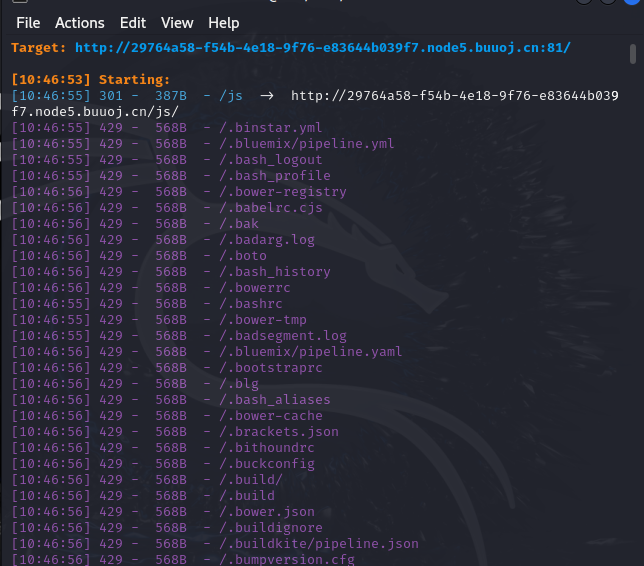 File Actions Edit View Help
Target: http://29764a58-f54b-4e18-9f76-e83644b039f7.node5.buuoj.cn:81/
[10:46:53] Starting:
[10:46:55] 301 - 387B - /js → http://29764a58-f54b-4e18-9f76-e83644b039
f7.node5.buuoj.cn/js/
[10:46:55] 429 - 568B - /.binstar.yml
[10:46:55] 429 - 568B - /.bluemix/pipeline.yml
[10:46:55] 429 - 568B - /.bash_logout
[10:46:55] 429 - 568B - /.bash_profile
[10:46:56] 429 - 568B - /.bower-registry
[10:46:55] 429 - 568B - /.babelrc.cjs
[10:46:56] 429 - 568B - /.bak
[10:46:56] 429 - 568B - /.badarg.log
[10:46:56] 429 - 568B - /.boto
[10:46:55] 429 - 568B - /.bash_history
[10:46:56] 429 - 568B - /.bowerrc
[10:46:56] 429 - 568B - /.bashrc
[10:46:55] 429 - 568B - /.bower-tmp
[10:46:55] 429 - 568B - /.badsegment.log
[10:46:56] 429 - 568B - /.bluemix/pipeline.yaml
[10:46:56] 429 - 568B - /.bootstraprc
[10:46:56] 429 - 568B - /.blg
[10:46:56] 429 - 568B - /.bash_aliases
[10:46:56] 429 - 568B - /.bower-cache
[10:46:56] 429 - 568B - /.brackets.json
[10:46:56] 429 - 568B - /.bithoundrc
[10:46:56] 429 - 568B - /.buckconfig
[10:46:56] 429 - 568B - /.build/
[10:46:56] 429 - 568B - /.build
[10:46:56] 429 - 568B - /.bower.json
[10:46:56] 429 - 568B - /.buildignore
[10:46:56] 429 - 568B - /.buildkite/pipeline.json
[10:46:56] 429 - 568B - /.bumpversion.cfg